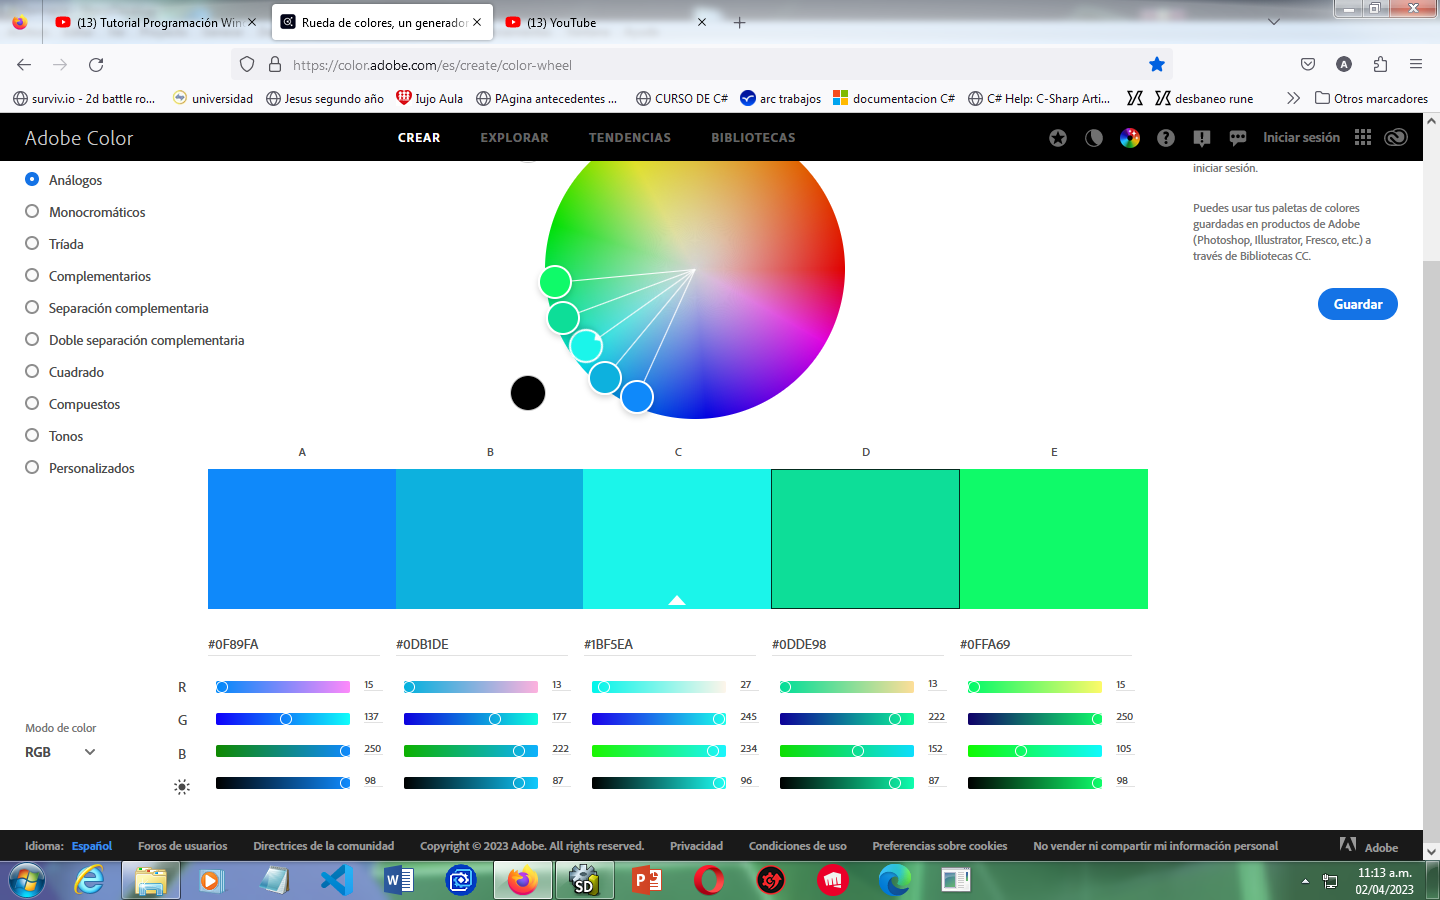 (13) Tutorial Programación Win
Rueda de colores, un generador
(13) YouTube
https://color.adobe.com/es/create/color-wheel
A
surviv.io - 2d battle ro...
universidad
Jesus segundo año
Iujo Aula
PAgina antecedentes ...
CURSO DE C#
arc trabajos
documentacion C#
C# Help: C-Sharp Arti...
desbaneo rune
Otros marcadores
Adobe Color
CREAR
EXPLORAR
TENDENCIAS
BIBLIOTECAS
Iniciar sesión
Análogos
Monocromáticos
Tríada
Complementarios
Separación complementaria
Doble separación complementaria
Cuadrado
Compuestos
Tonos
Personalizados
iniciar sesión.
Puedes usar tus paletas de colores
guardadas en productos de Adobe
(Photoshop, Illustrator, Fresco, etc.) a
través de Bibliotecas CC.
Guardar
A B C D E
#0F89FA #0DB1DE #1BF5EA #0DDE98 #0FFA69
R 15 13 27 13 15
G 137 177 245 222 250
B 250 222 234 152 105
98 87 96 87 98
Modo de color
RGB
Idioma: Español
Foros de usuarios
Directrices de la comunidad
Copyright © 2023 Adobe. All rights reserved.
Privacidad
Condiciones de uso
Preferencias sobre cookies
No vender ni compartir mi información personal
Adobe
SD
11:13 a.m.
02/04/2023